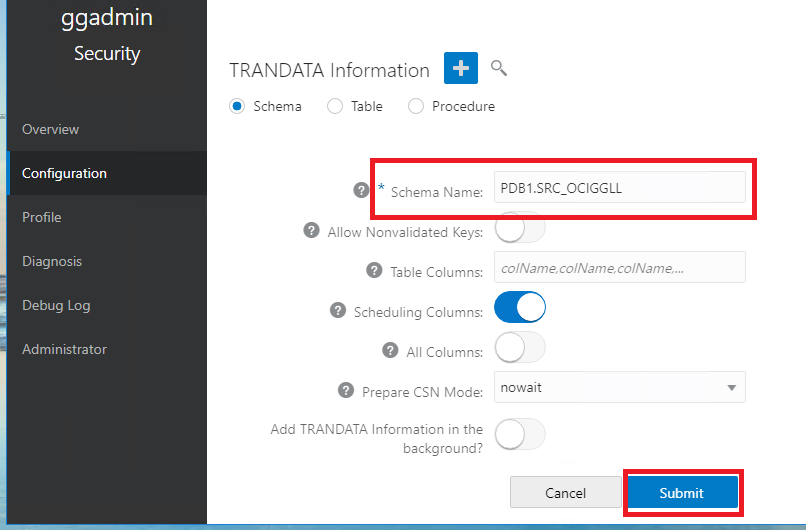 ggadmin
Security
Overview
Configuration
Profile
Diagnosis
Debug Log
Administrator
TRANDATA Information
Schema Table Procedure
* Schema Name: PDB1.SRC_OCIGGLL
Allow Nonvalidated Keys:
Table Columns: colName,colName,colName,...
Scheduling Columns:
All Columns:
Prepare CSN Mode: nowait
Add TRANDATA Information in the
background?
Cancel Submit